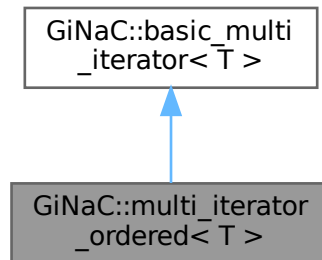 GiNaC::basic_multi
_iterator< T >
GiNaC::multi_iterator
_ordered< T >